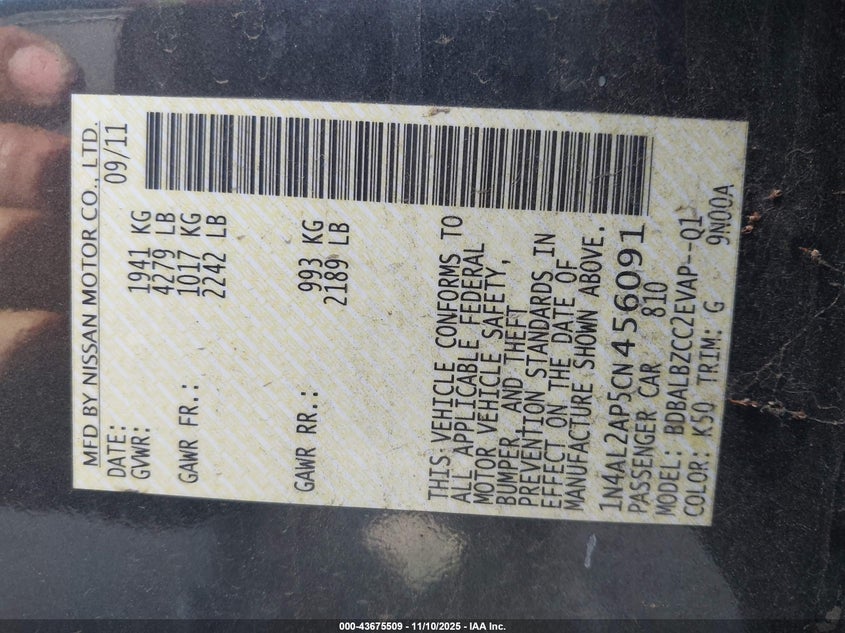 MFD BY NISSAN MOTOR CO., LTD.
DATE: 09/11
GVWR: 1941 KG
4279 LB
GAWR FR.: 1017 KG
2242 LB
GAWR RR.: 993 KG
2189 LB
THIS VEHICLE CONFORMS TO
ALL APPLICABLE FEDERAL
MOTOR VEHICLE SAFETY,
BUMPER, AND THEFT
PREVENTION STANDARDS IN
EFFECT ON THE DATE OF
MANUFACTURE SHOWN ABOVE.
1N4AL2AP5CN456091
PASSENGER CAR 810
MODEL: BDBALBZCC2EVAP--Q1
COLOR: K50 TRIM: G 9N00A
000-43675509 - 11/10/2025 - IAA Inc.